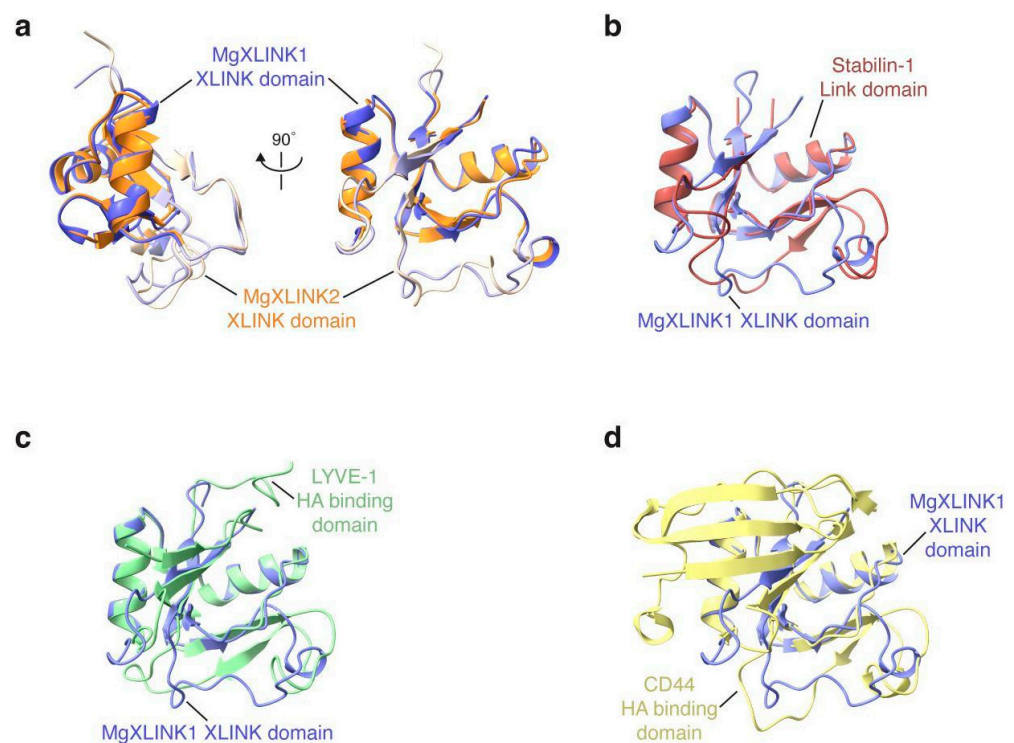 a
MgXLINK1
XLINK domain
90°
MgXLINK2
XLINK domain
b
Stabilin-1
Link domain
MgXLINK1 XLINK domain
c
LYVE-1
HA binding
domain
MgXLINK1 XLINK domain
d
MgXLINK1
XLINK
domain
CD44
HA binding
domain